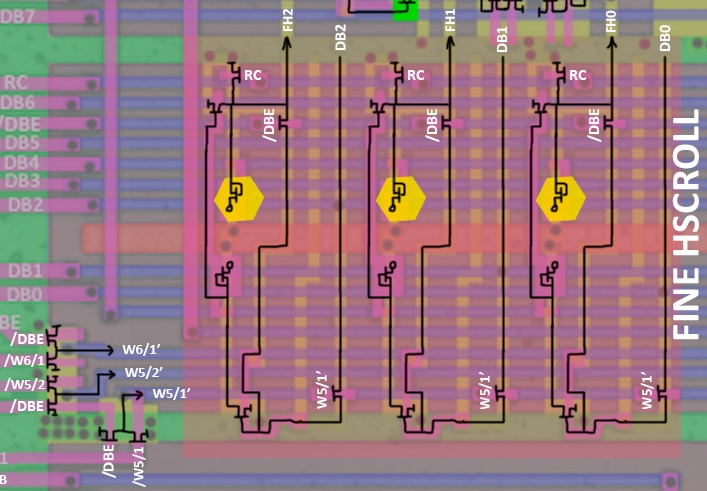 DB7
FH2
DB2
FH1
DB1
FH0
DB0
RC
RC
RC
RC
DB6
/DBE
DB5
DB4
DB3
DB2
/DBE
/DBE
/DBE
FINE HSCROLL
DB1
DB0
BE
/DBE
/W6/1
/W5/2
/DBE
W6/1'
W5/2'
W5/1'
W5/1'
W5/1'
W5/1'
/DBE
/W5/1
1
B